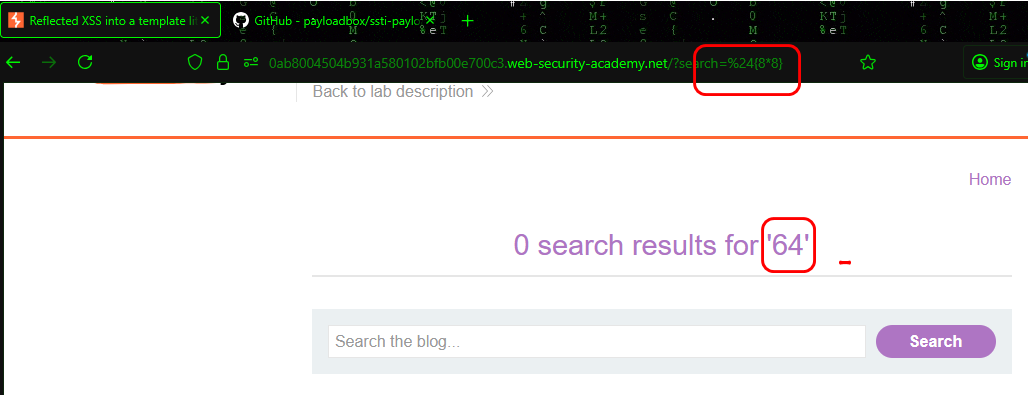 Reflected XSS into a template li
GitHub - payloadbox/ssti-paylo
0ab8004504b931a580102bfb00e700c3.web-security-academy.net/?search=%24{8*8}
Sign in
Back to lab description
Home
0 search results for '64'
Search the blog...
Search